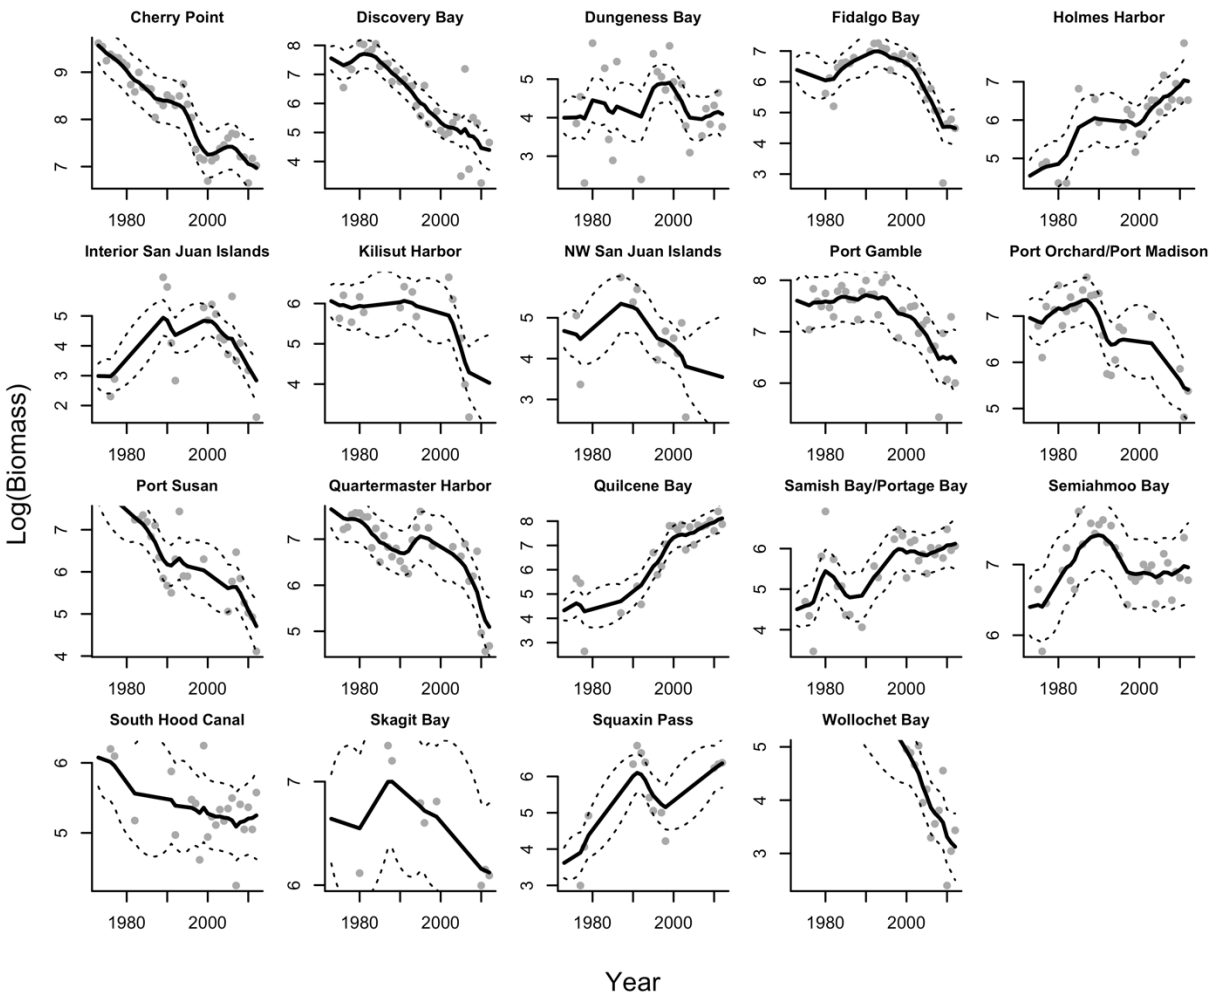 Cherry Point Discovery Bay Dungeness Bay Fidalgo Bay Holmes Harbor
9 8 7
8 7 6 5 4
5 4 3
7 6 5 4 3
7 6 5
1980 2000 1980 2000 1980 2000 1980 2000 1980 2000
Interior San Juan Islands Kilisut Harbor NW San Juan Islands Port Gamble Port Orchard/Port Madison
5 4 3 2
6 5 4
5 4 3
8 7 6
7 6 5
1980 2000 1980 2000 1980 2000 1980 2000 1980 2000
Log(Biomass)
Port Susan Quartermaster Harbor Quilcene Bay Samish Bay/Portage Bay Semiahmoo Bay
7 6 5 4
7 6 5
8 7 6 5 4 3
6 5 4
7 6
1980 2000 1980 2000 1980 2000 1980 2000 1980 2000
South Hood Canal Skagit Bay Squaxin Pass Wollochet Bay
6 5
7 6
6 5 4 3
5 4 3
1980 2000 1980 2000 1980 2000 1980 2000
Year